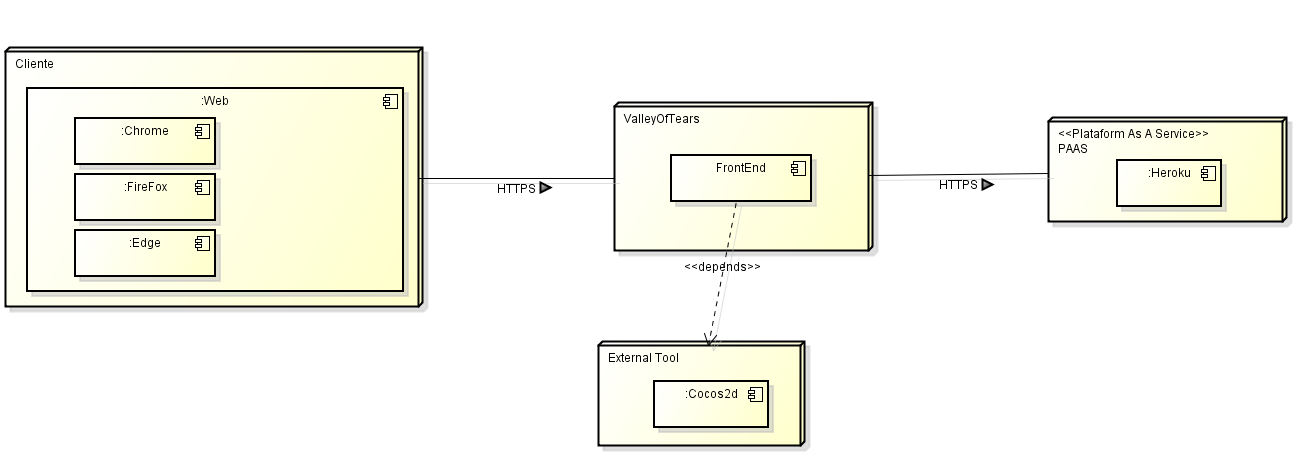 Cliente
:Web
:Chrome
:FireFox
:Edge
HTTPS
ValleyOfTears
FrontEnd
<<depends>>
External Tool
:Cocos2d
HTTPS
<<Plataform As A Service>>
PAAS
:Heroku